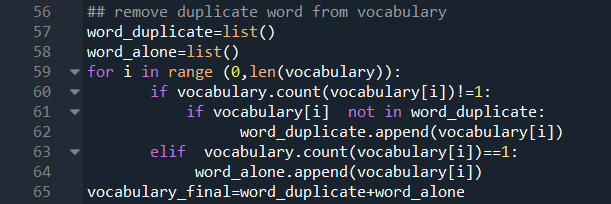 56 ## remove duplicate word from vocabulary
57 word_duplicate=list()
58 word_alone=list()
59 for i in range (0,len(vocabulary)):
60 if vocabulary.count(vocabulary[i])!=1:
61 if vocabulary[i]  not in word_duplicate:
62 word_duplicate.append(vocabulary[i])
63 elif  vocabulary.count(vocabulary[i])==1:
64 word_alone.append(vocabulary[i])
65 vocabulary_final=word_duplicate+word_alone